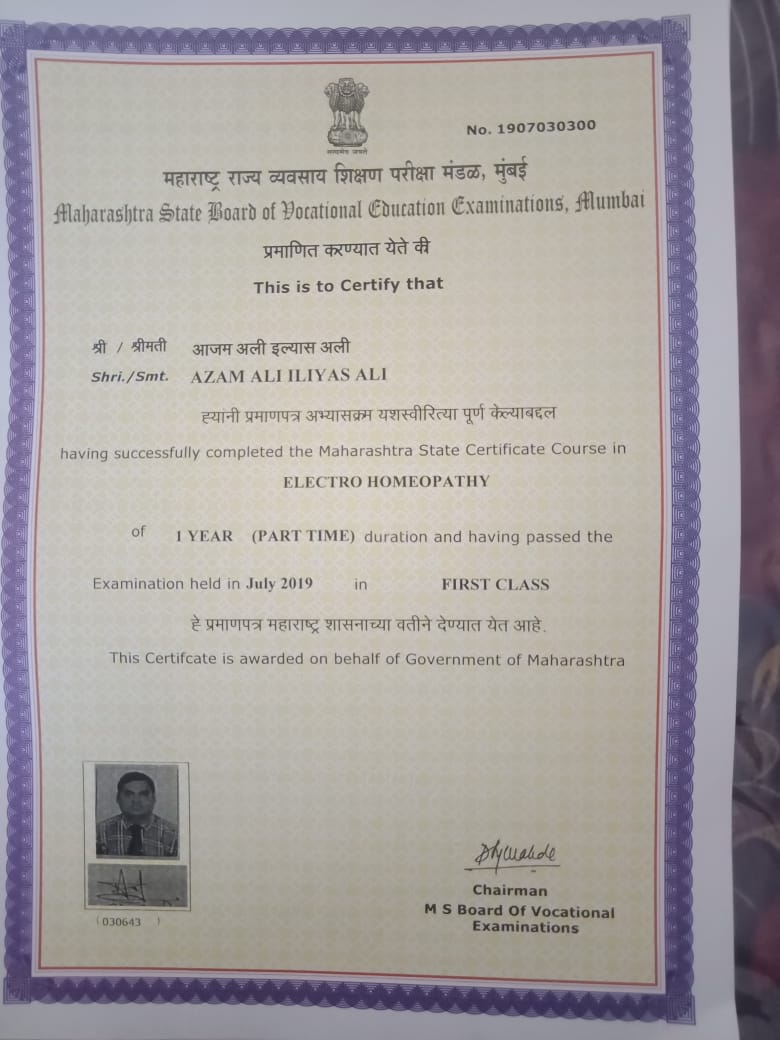 सत्यमेव जयते
No. 1907030300
महाराष्ट्र राज्य व्यवसाय शिक्षण परीक्षा मंडळ, मुंबई
Maharashtra State Board of Vocational Education Examinations, Mumbai
प्रमाणित करण्यात येते की
This is to Certify that
श्री / श्रीमती आजम अली इल्यास अली
Shri./Smt. AZAM ALI ILIYAS ALI
ह्यांनी प्रमाणपत्र अभ्यासक्रम यशस्वीरित्या पूर्ण केल्याबद्दल
having successfully completed the Maharashtra State Certificate Course in
ELECTRO HOMEOPATHY
of 1 YEAR (PART TIME) duration and having passed the
Examination held in July 2019 in FIRST CLASS
हे प्रमाणपत्र महाराष्ट्र शासनाच्या वतीने देण्यात येत आहे.
This Certifcate is awarded on behalf of Government of Maharashtra
(030643 )
Chairman
M S Board Of Vocational
Examinations